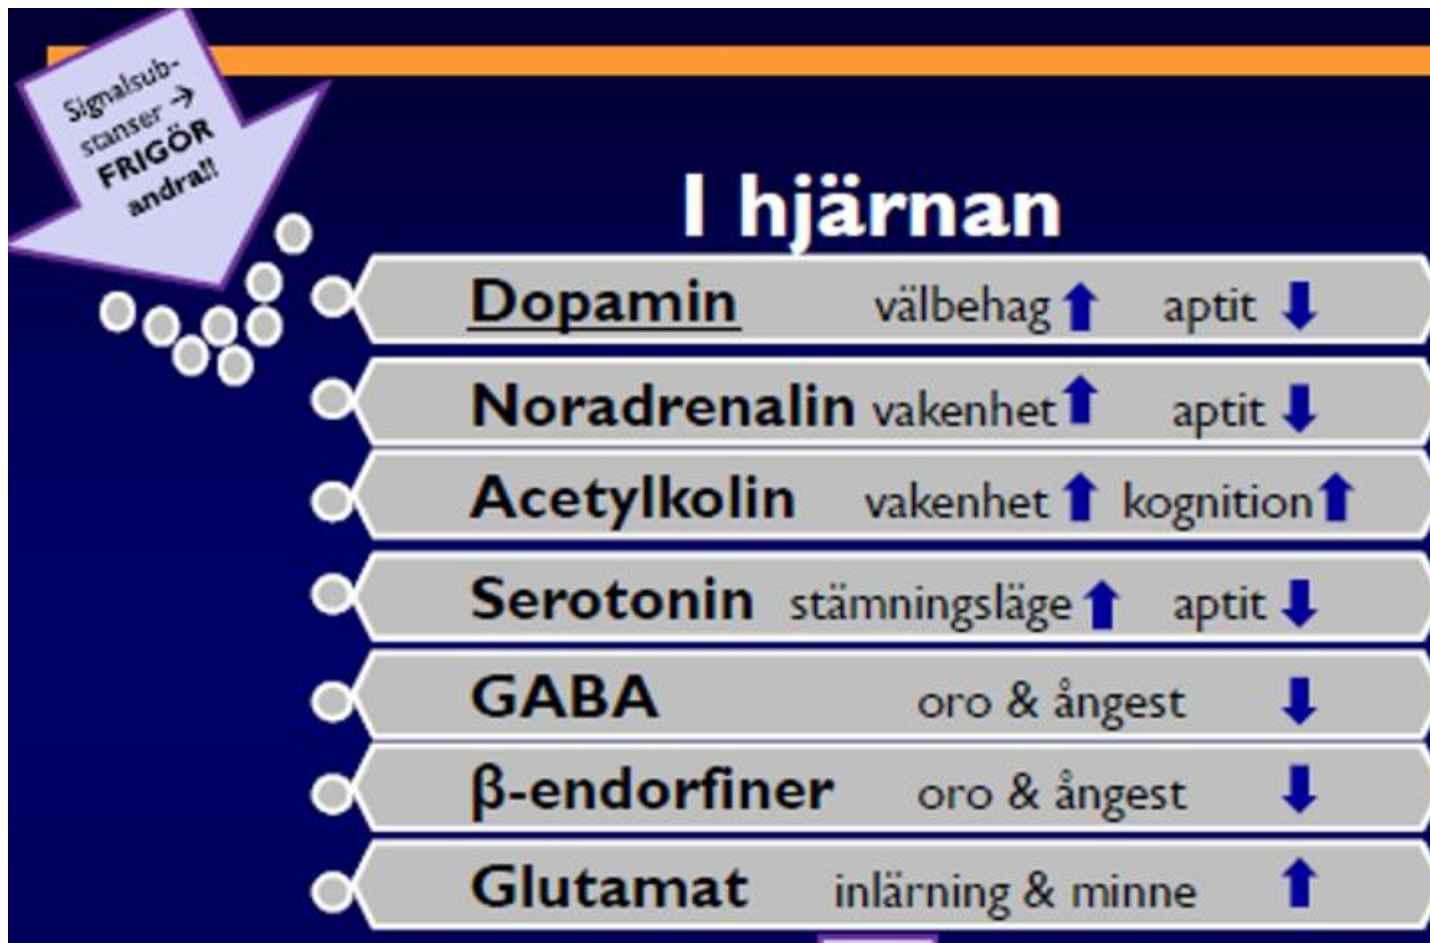 Signalsub-
stanser →
FRIGÖR
andra!!
I hjärnan
Dopamin välbehag ⬆ aptit ⬇
Noradrenalin vakenhet ⬆ aptit ⬇
Acetylkolin vakenhet ⬆ kognition ⬆
Serotonin stämningsläge ⬆ aptit ⬇
GABA oro & ångest ⬇
β-endorfiner oro & ångest ⬇
Glutamat inlärning & minne ⬆